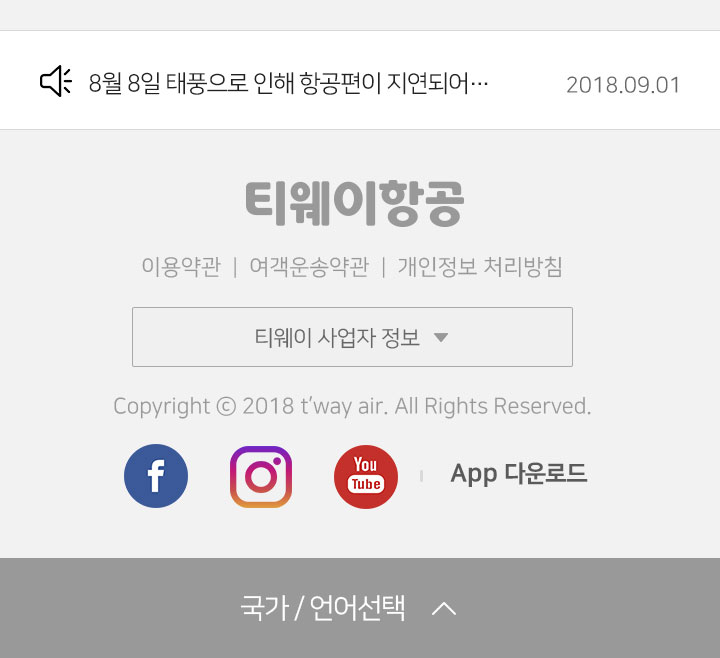 8월 8일 태풍으로 인해 항공편이 지연되어… 2018.09.01
티웨이항공
이용약관 | 여객운송약관 | 개인정보 처리방침
티웨이 사업자 정보
Copyright ⓒ 2018 t'way air. All Rights Reserved.
f You Tube App 다운로드
국가 / 언어선택